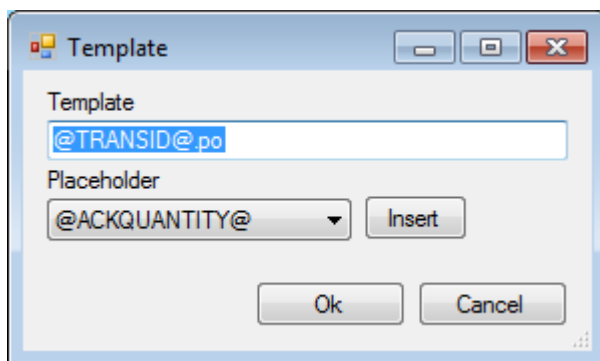 Template
Template
@TRANSID@.po
Placeholder
@ACKQUANTITY@ Insert
Ok Cancel